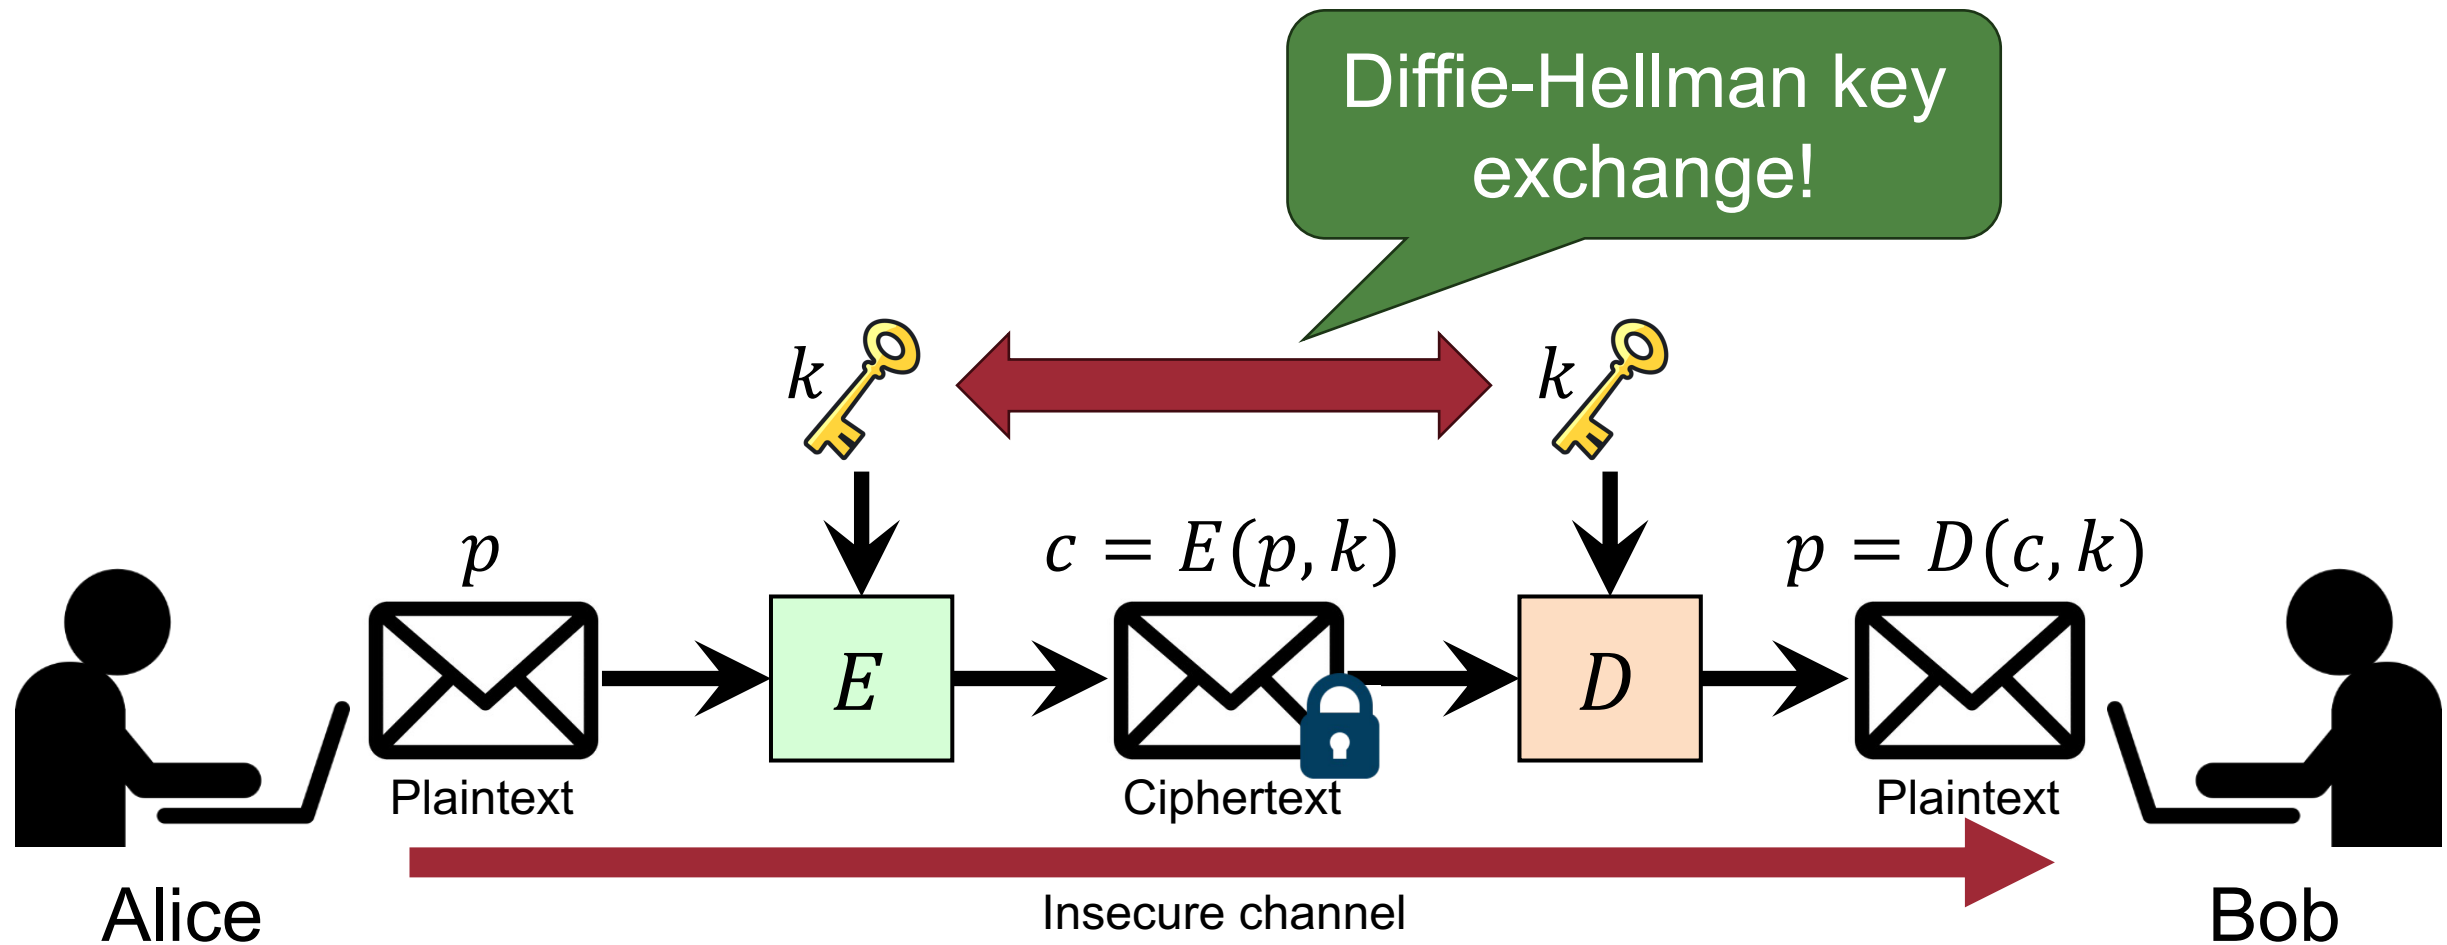 Diffie-Hellman key
exchange!
k
k
p
c = E(p, k)
p = D(c, k)
E
D
Plaintext
Ciphertext
Plaintext
Insecure channel
Alice
Bob